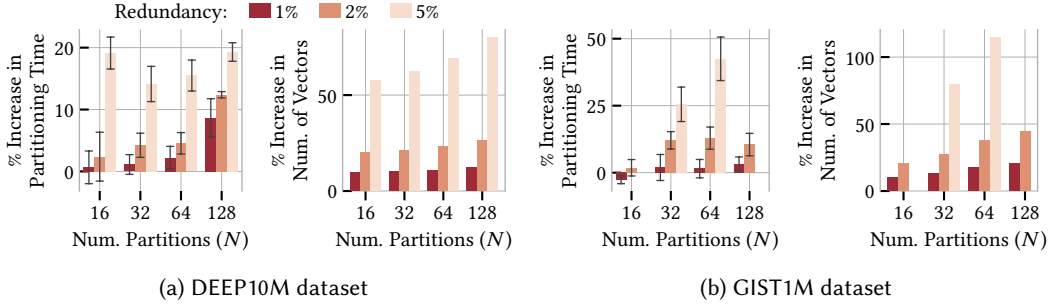 Redundancy: 1% 2% 5%
% Increase in
Partitioning Time
20
10
0
16 32 64 128
Num. Partitions (N)
% Increase in
Num. of Vectors
50
0
16 32 64 128
Num. Partitions (N)
(a) DEEP10M dataset
% Increase in
Partitioning Time
50
25
0
16 32 64 128
Num. Partitions (N)
% Increase in
Num. of Vectors
100
50
0
16 32 64 128
Num. Partitions (N)
(b) GIST1M dataset